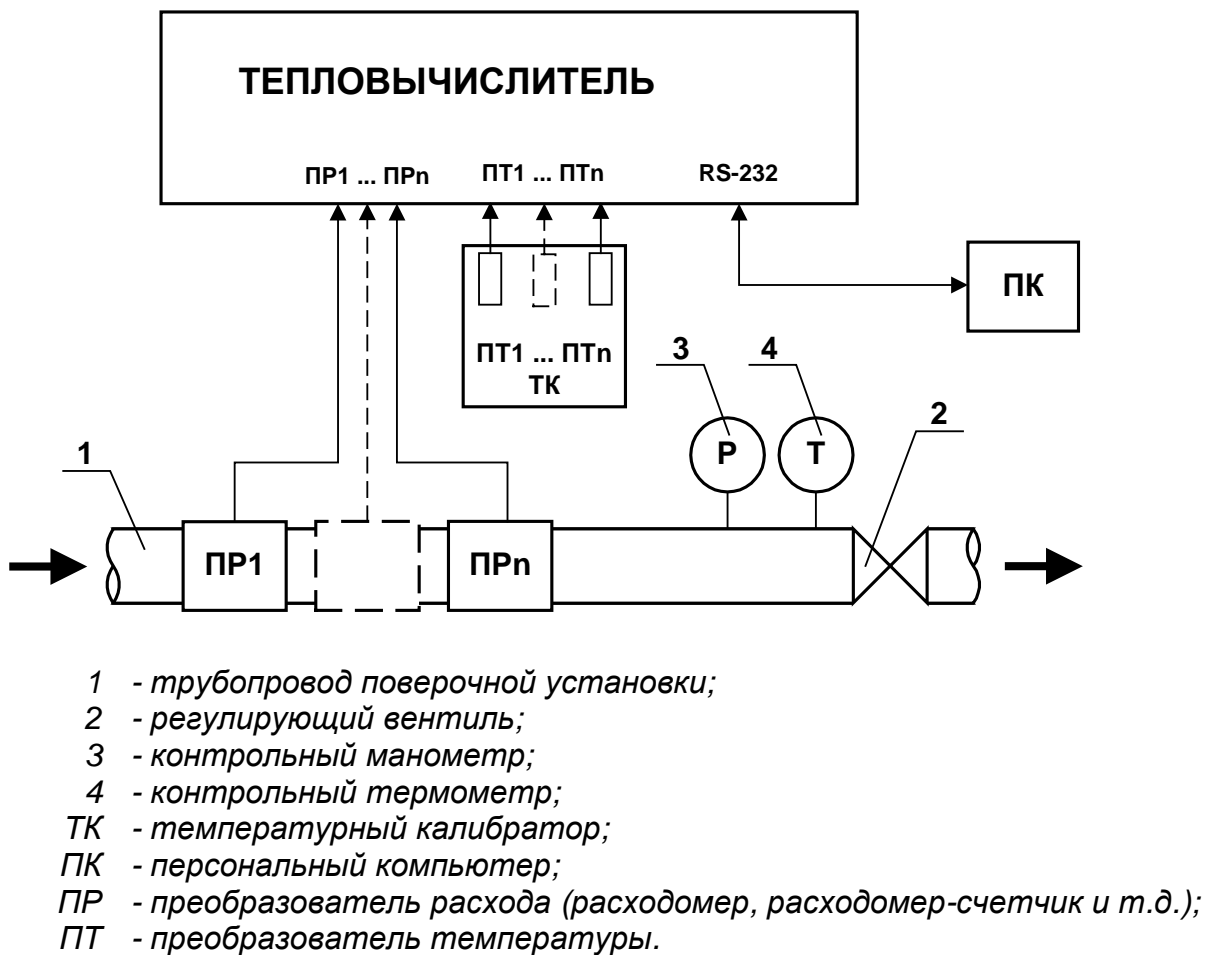 ТЕПЛОВЫЧИСЛИТЕЛЬ
ПР1 ... ПРn ПТ1 ... ПТn RS-232
ПК
ПТ1 ... ПТn
ТК
3 4
2
1
P T
ПР1 ПРn
1 - трубопровод поверочной установки;
2 - регулирующий вентиль;
3 - контрольный манометр;
4 - контрольный термометр;
ТК - температурный калибратор;
ПК - персональный компьютер;
ПР - преобразователь расхода (расходомер, расходомер-счетчик и т.д.);
ПТ - преобразователь температуры.